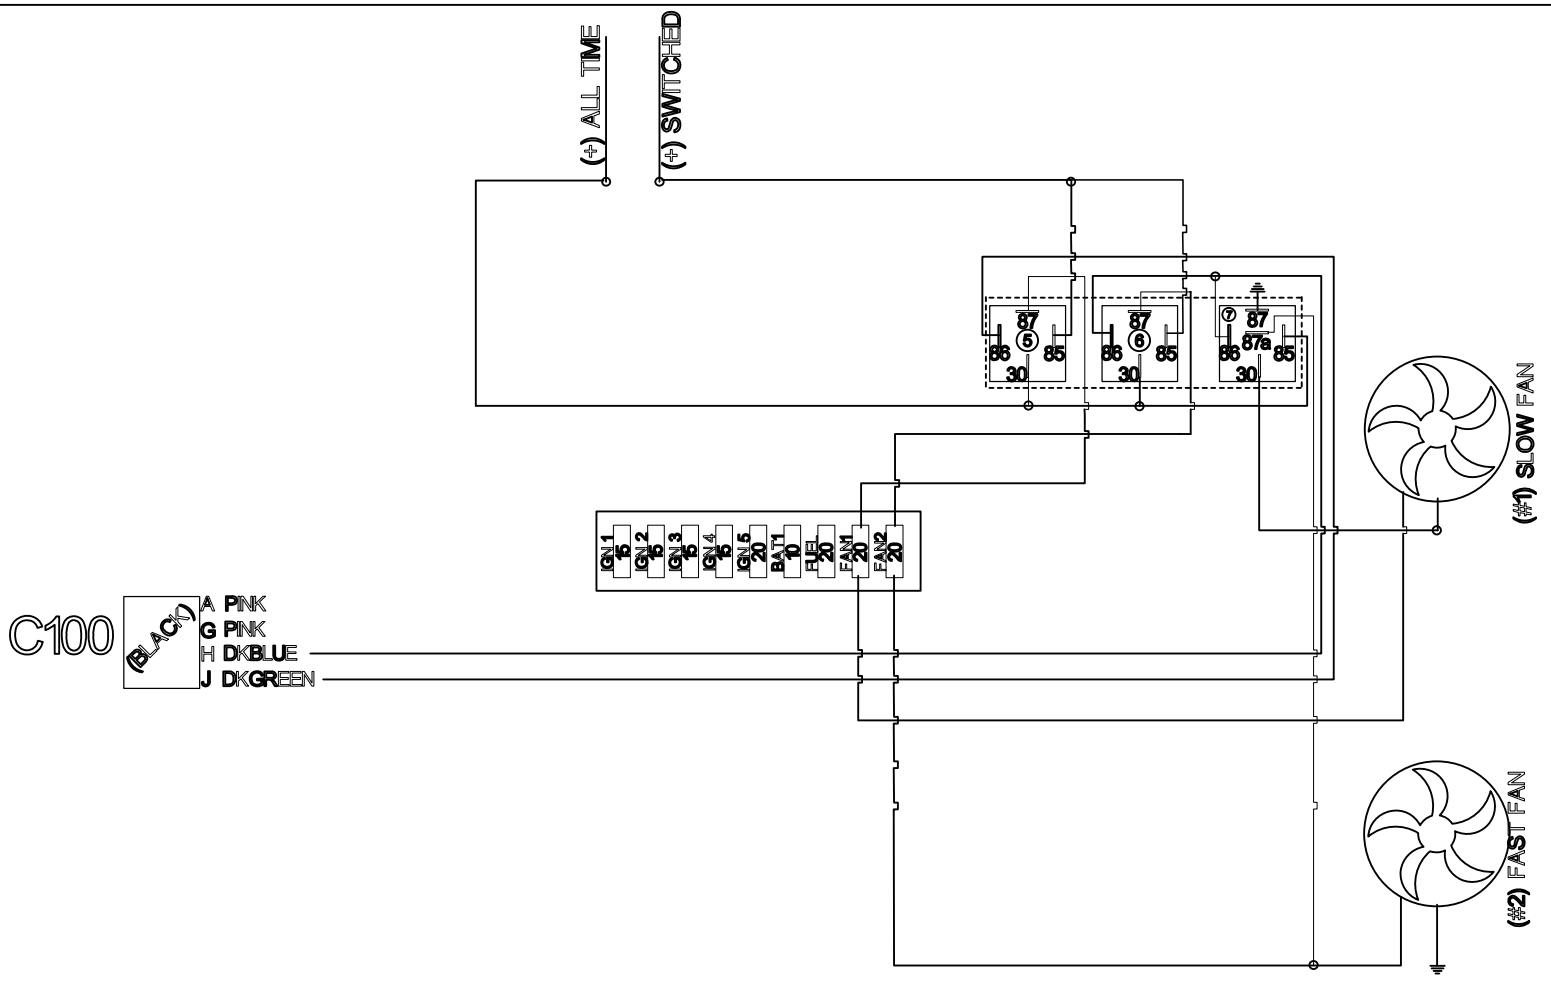 (+) ALL TIME
(+) SWITCHED
87
5
86
85
30
87
6
86
85
30
7
87
87a
86
85
30
(#1) SLOW FAN
IGN 1
15
IGN 2
15
IGN 3
15
IGN 4
15
IGN 5
20
BAT1
10
FUEL
20
FAN1
20
FAN2
20
C100
(BLACK)
A PINK
G PINK
H DKBLUE
J DKGREEN
(#2) FAST FAN